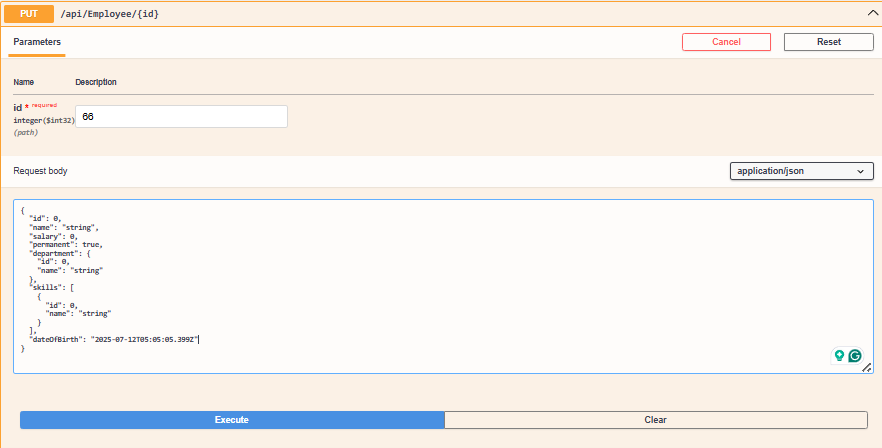 PUT /api/Employee/{id}
Parameters Cancel Reset
Name Description
id * required
integer($int32)
(path)
66
Request body application/json
{
  "id": 0,
  "name": "string",
  "salary": 0,
  "permanent": true,
  "department": {
    "id": 0,
    "name": "string"
  },
  "skills": [
    {
      "id": 0,
      "name": "string"
    }
  ],
  "dateOfBirth": "2025-07-12T05:05:05.399Z"
}
Execute Clear